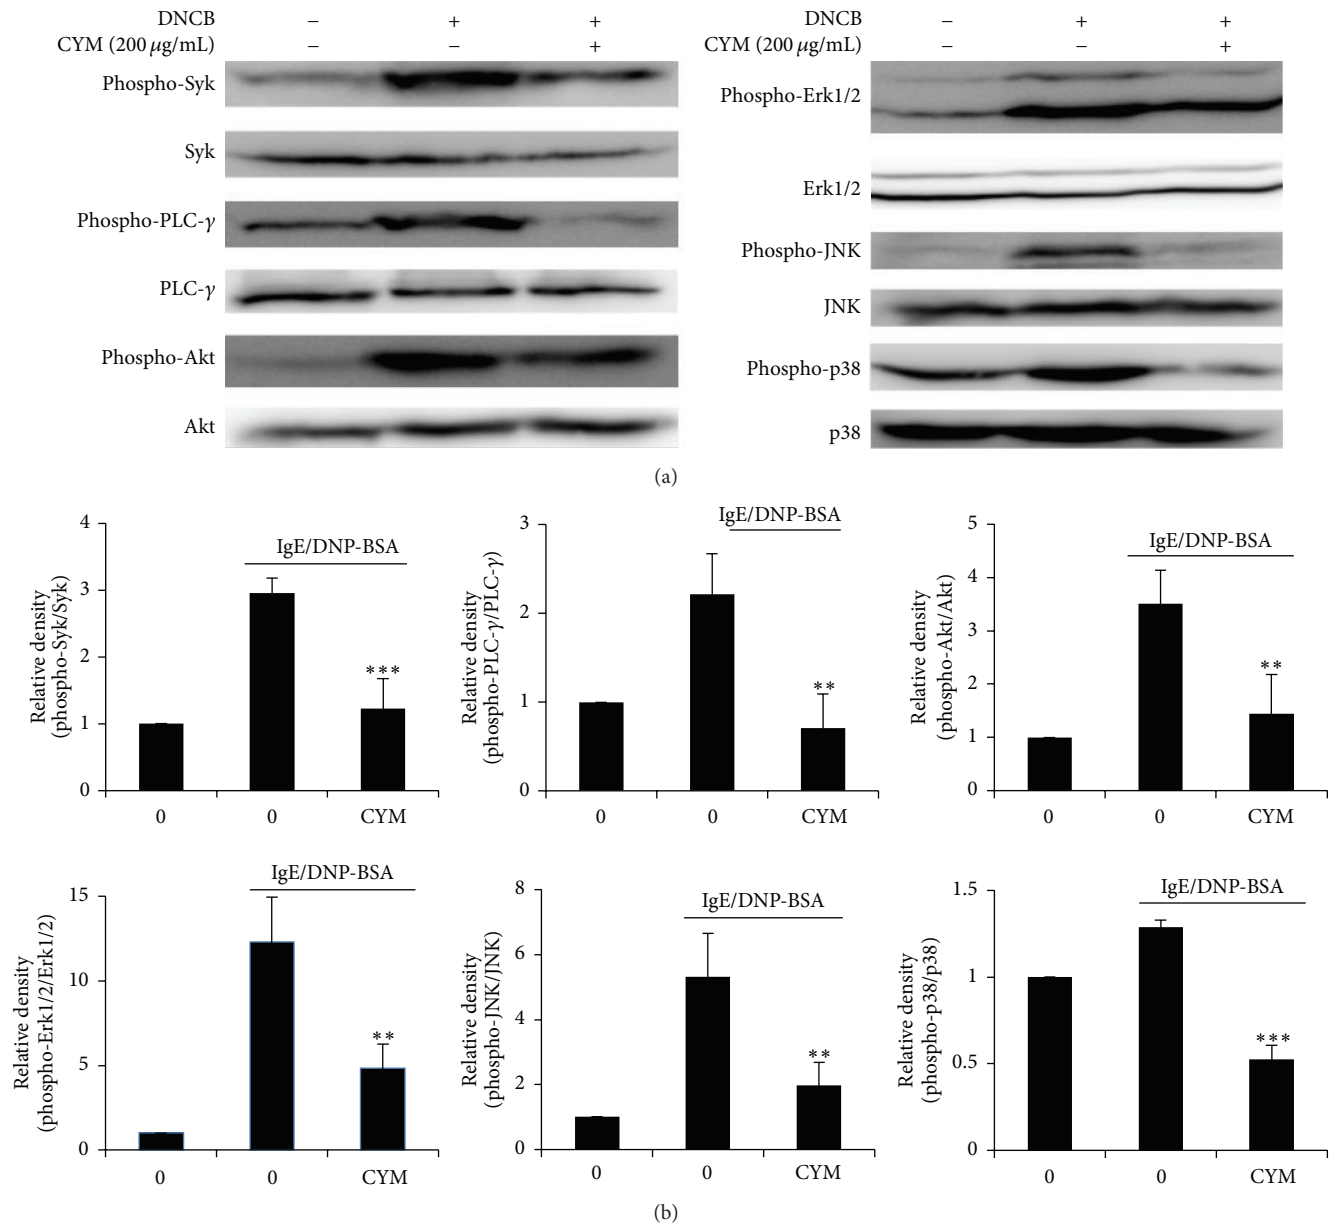 DNCB − + +
CYM (200 μg/mL) − − +
Phospho-Syk
Syk
Phospho-PLC-γ
PLC-γ
Phospho-Akt
Akt
DNCB − + +
CYM (200 μg/mL) − − +
Phospho-Erk1/2
Erk1/2
Phospho-JNK
JNK
Phospho-p38
p38
(a)
Relative density
(phospho-Syk/Syk)
4
3
2
1
0
IgE/DNP-BSA
***
0 0 CYM
Relative density
(phospho-PLC-γ/PLC-γ)
3
2
1
0
IgE/DNP-BSA
**
0 0 CYM
Relative density
(phospho-Akt/Akt)
5
4
3
2
1
0
IgE/DNP-BSA
**
0 0 CYM
Relative density
(phospho-Erk1/2/Erk1/2)
15
10
5
0
IgE/DNP-BSA
**
0 0 CYM
Relative density
(phospho-JNK/JNK)
8
6
4
2
0
IgE/DNP-BSA
**
0 0 CYM
Relative density
(phospho-p38/p38)
1.5
1
0.5
0
IgE/DNP-BSA
***
0 0 CYM
(b)